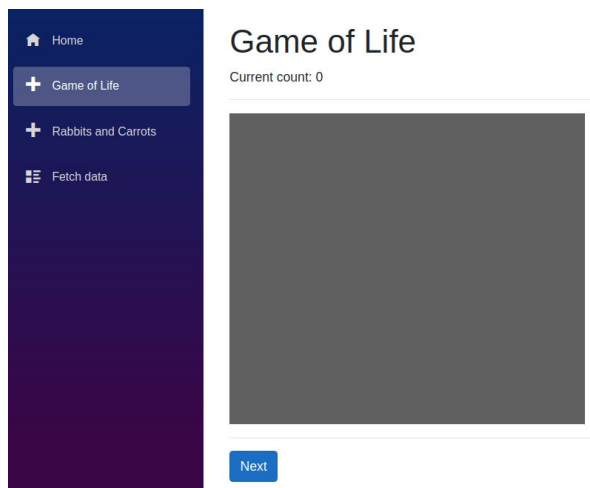 Home
Game of Life
Rabbits and Carrots
Fetch data
Game of Life
Current count: 0
Next